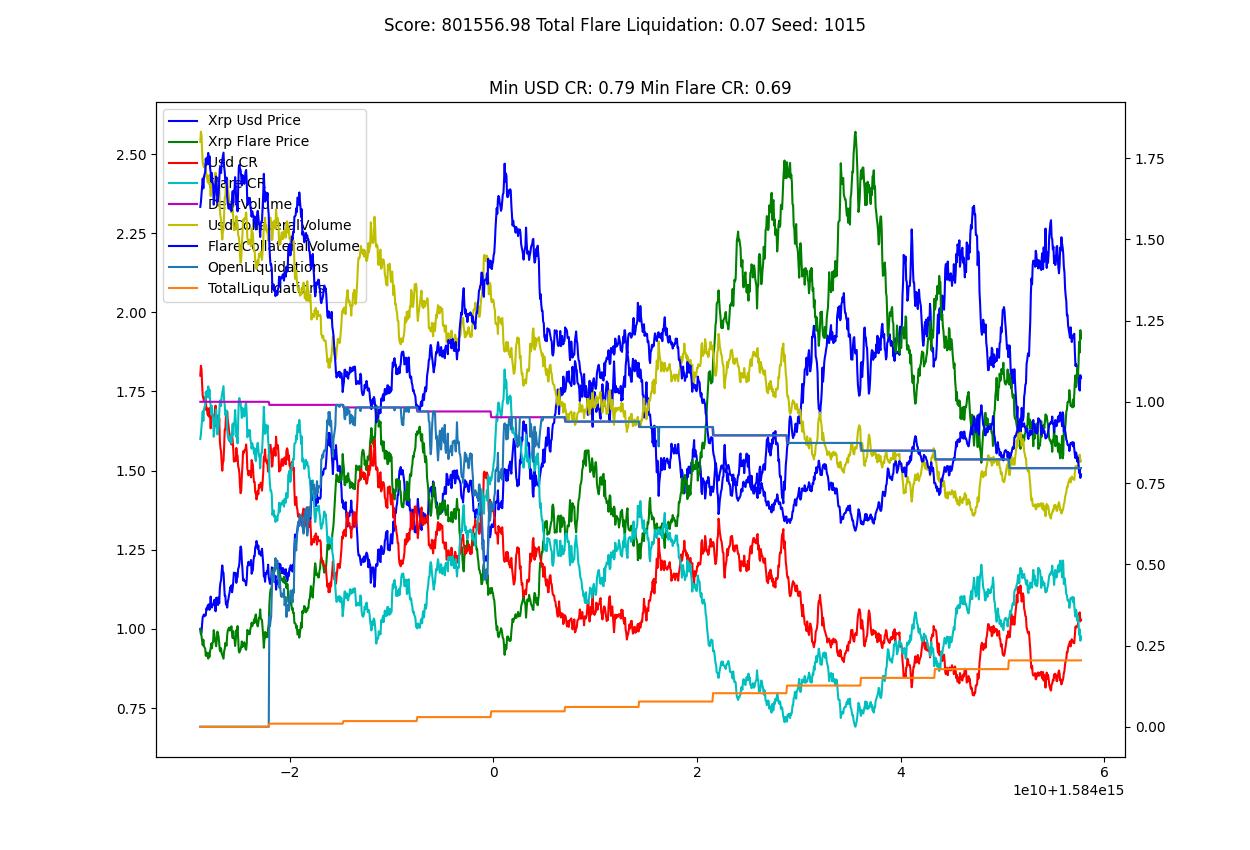 Score: 801556.98 Total Flare Liquidation: 0.07 Seed: 1015
Min USD CR: 0.79 Min Flare CR: 0.69
Xrp Usd Price
Xrp Flare Price
Usd CR
Flare CR
DebtVolume
UsdCollateralVolume
FlareCollateralVolume
OpenLiquidations
TotalLiquidations
2.50
2.25
2.00
1.75
1.50
1.25
1.00
0.75
1.75
1.50
1.25
1.00
0.75
0.50
0.25
0.00
−2
0
2
4
6
1e10+1.584e15